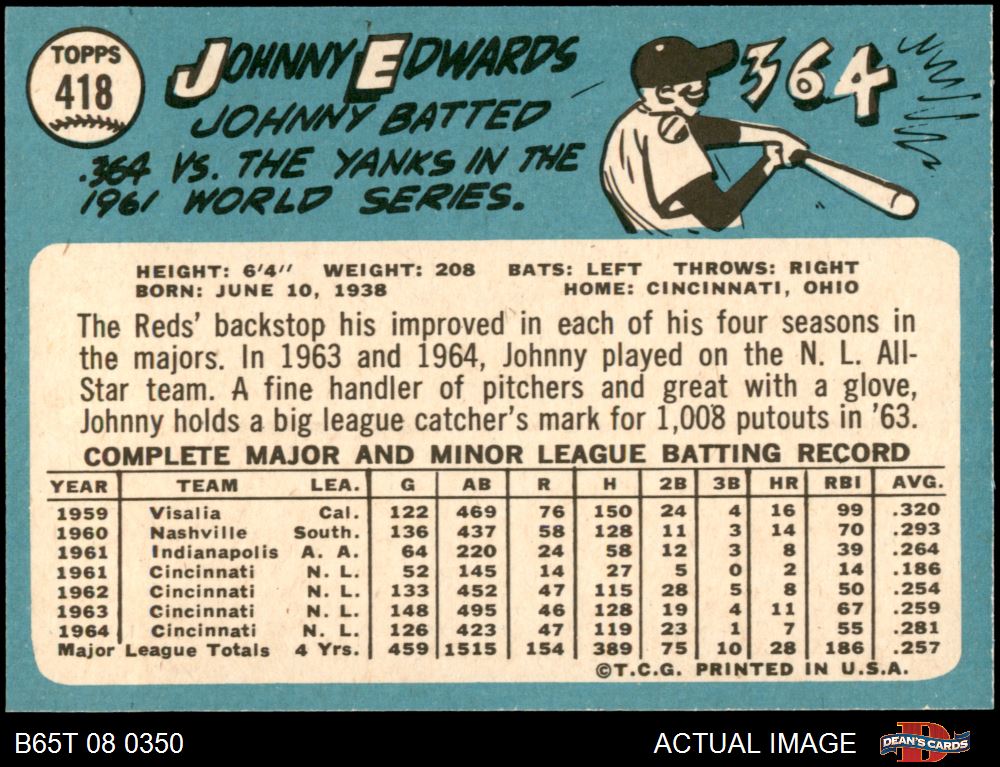 TOPPS
418
JOHNNY EDWARDS
JOHNNY BATTED
.364 VS. THE YANKS IN THE
1961 WORLD SERIES.
364
HEIGHT: 6'4" WEIGHT: 208 BATS: LEFT THROWS: RIGHT
BORN: JUNE 10, 1938 HOME: CINCINNATI, OHIO
The Reds' backstop his improved in each of his four seasons in
the majors. In 1963 and 1964, Johnny played on the N. L. All-
Star team. A fine handler of pitchers and great with a glove,
Johnny holds a big league catcher's mark for 1,008 putouts in '63.
COMPLETE MAJOR AND MINOR LEAGUE BATTING RECORD
YEAR TEAM LEA. G AB R H 2B 3B HR RBI AVG.
1959 Visalia Cal. 122 469 76 150 24 4 16 99 .320
1960 Nashville South. 136 437 58 128 11 3 14 70 .293
1961 Indianapolis A. A. 64 220 24 58 12 3 8 39 .264
1961 Cincinnati N. L. 52 145 14 27 5 0 2 14 .186
1962 Cincinnati N. L. 133 452 47 115 28 5 8 50 .254
1963 Cincinnati N. L. 148 495 46 128 19 4 11 67 .259
1964 Cincinnati N. L. 126 423 47 119 23 1 7 55 .281
Major League Totals 4 Yrs. 459 1515 154 389 75 10 28 186 .257
©T.C.G. PRINTED IN U.S.A.
B65T 08 0350 ACTUAL IMAGE DEAN'S CARDS